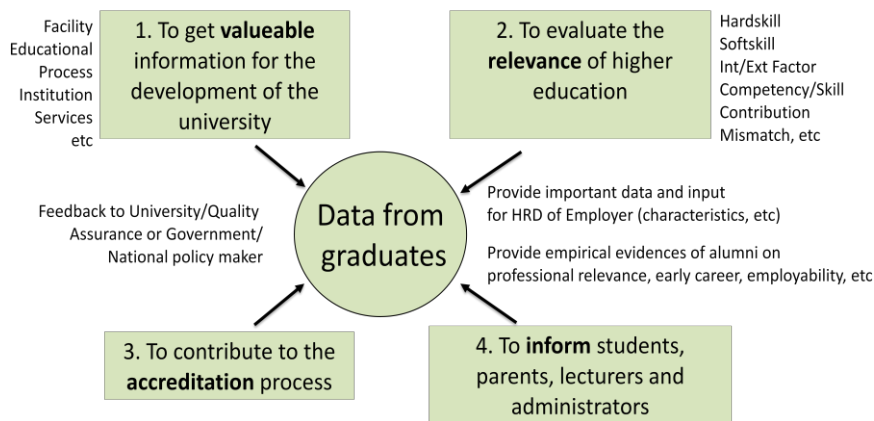 Facility
Educational
Process
Institution
Services
etc
1. To get valueable
information for the
development of the
university
2. To evaluate the
relevance of higher
education
Hardskill
Softskill
Int/Ext Factor
Competency/Skill
Contribution
Mismatch, etc
Feedback to University/Quality
Assurance or Government/
National policy maker
Data from
graduates
Provide important data and input
for HRD of Employer (characteristics, etc)
Provide empirical evidences of alumni on
professional relevance, early career, employability, etc
3. To contribute to the
accreditation process
4. To inform students,
parents, lecturers and
administrators